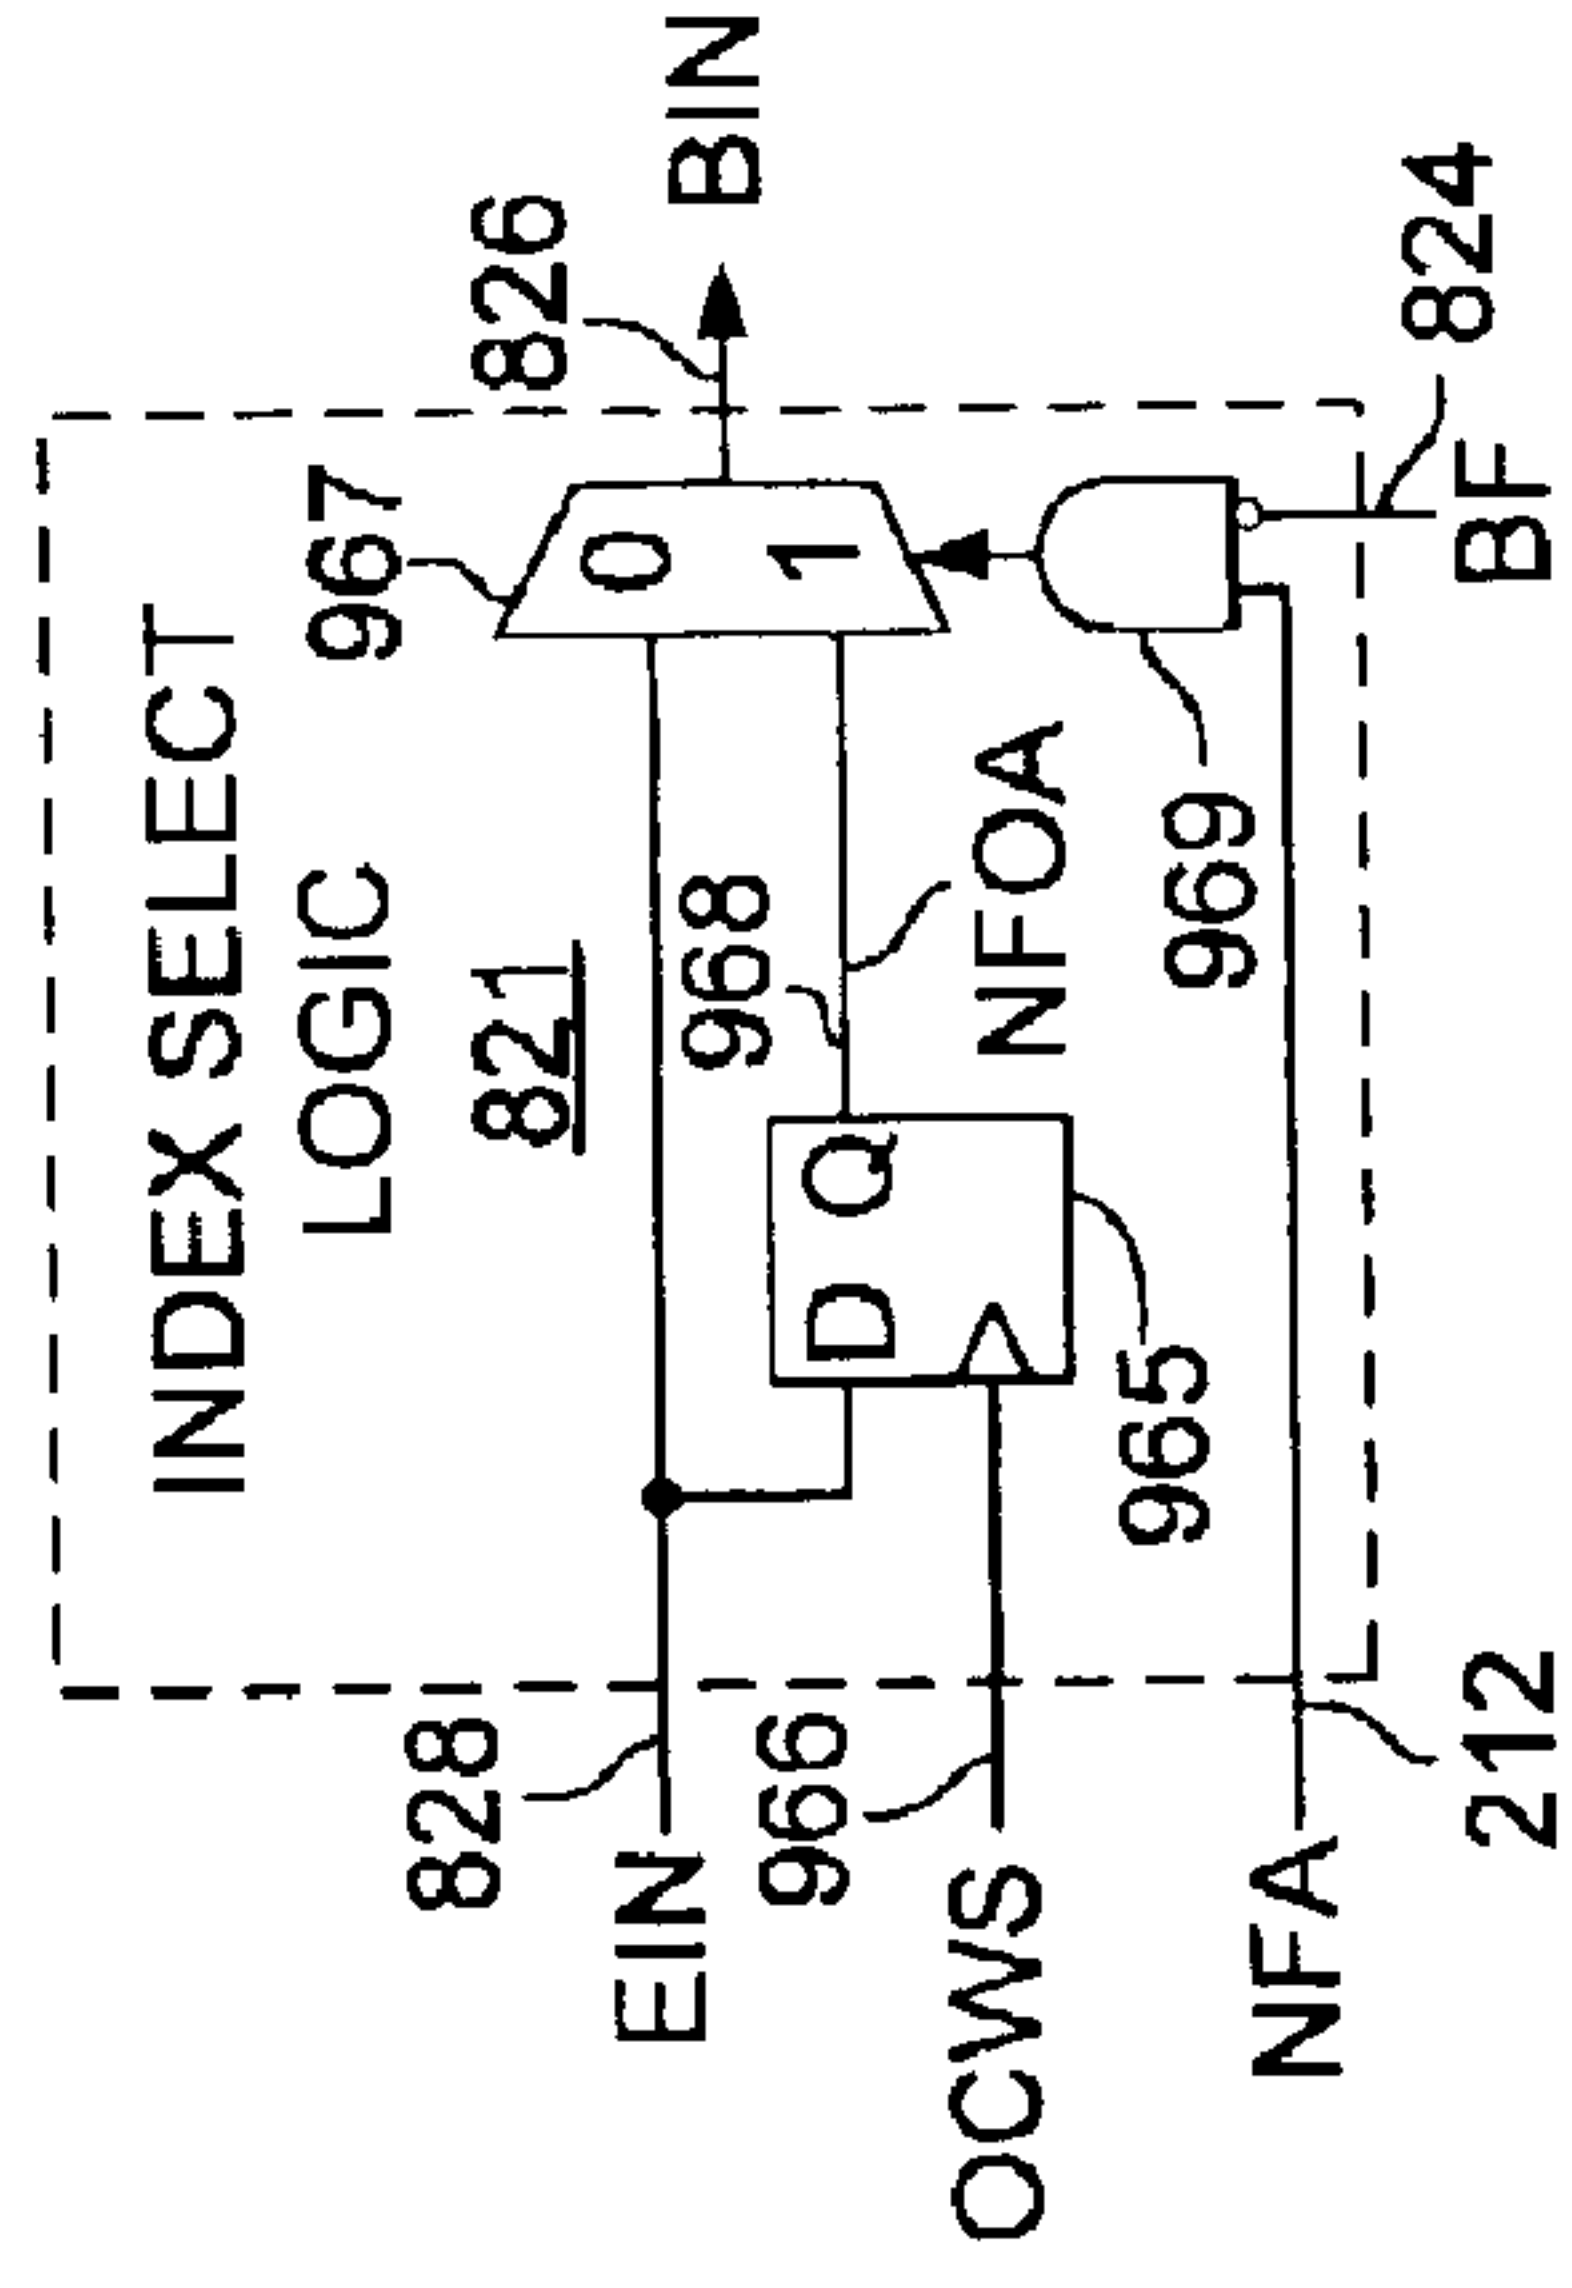 INDEX SELECT
LOGIC
821
967
826
BIN
0
1
828
EIN
968
NFOA
D Q
966
OCWS
965
969
NFA
212
BF
824